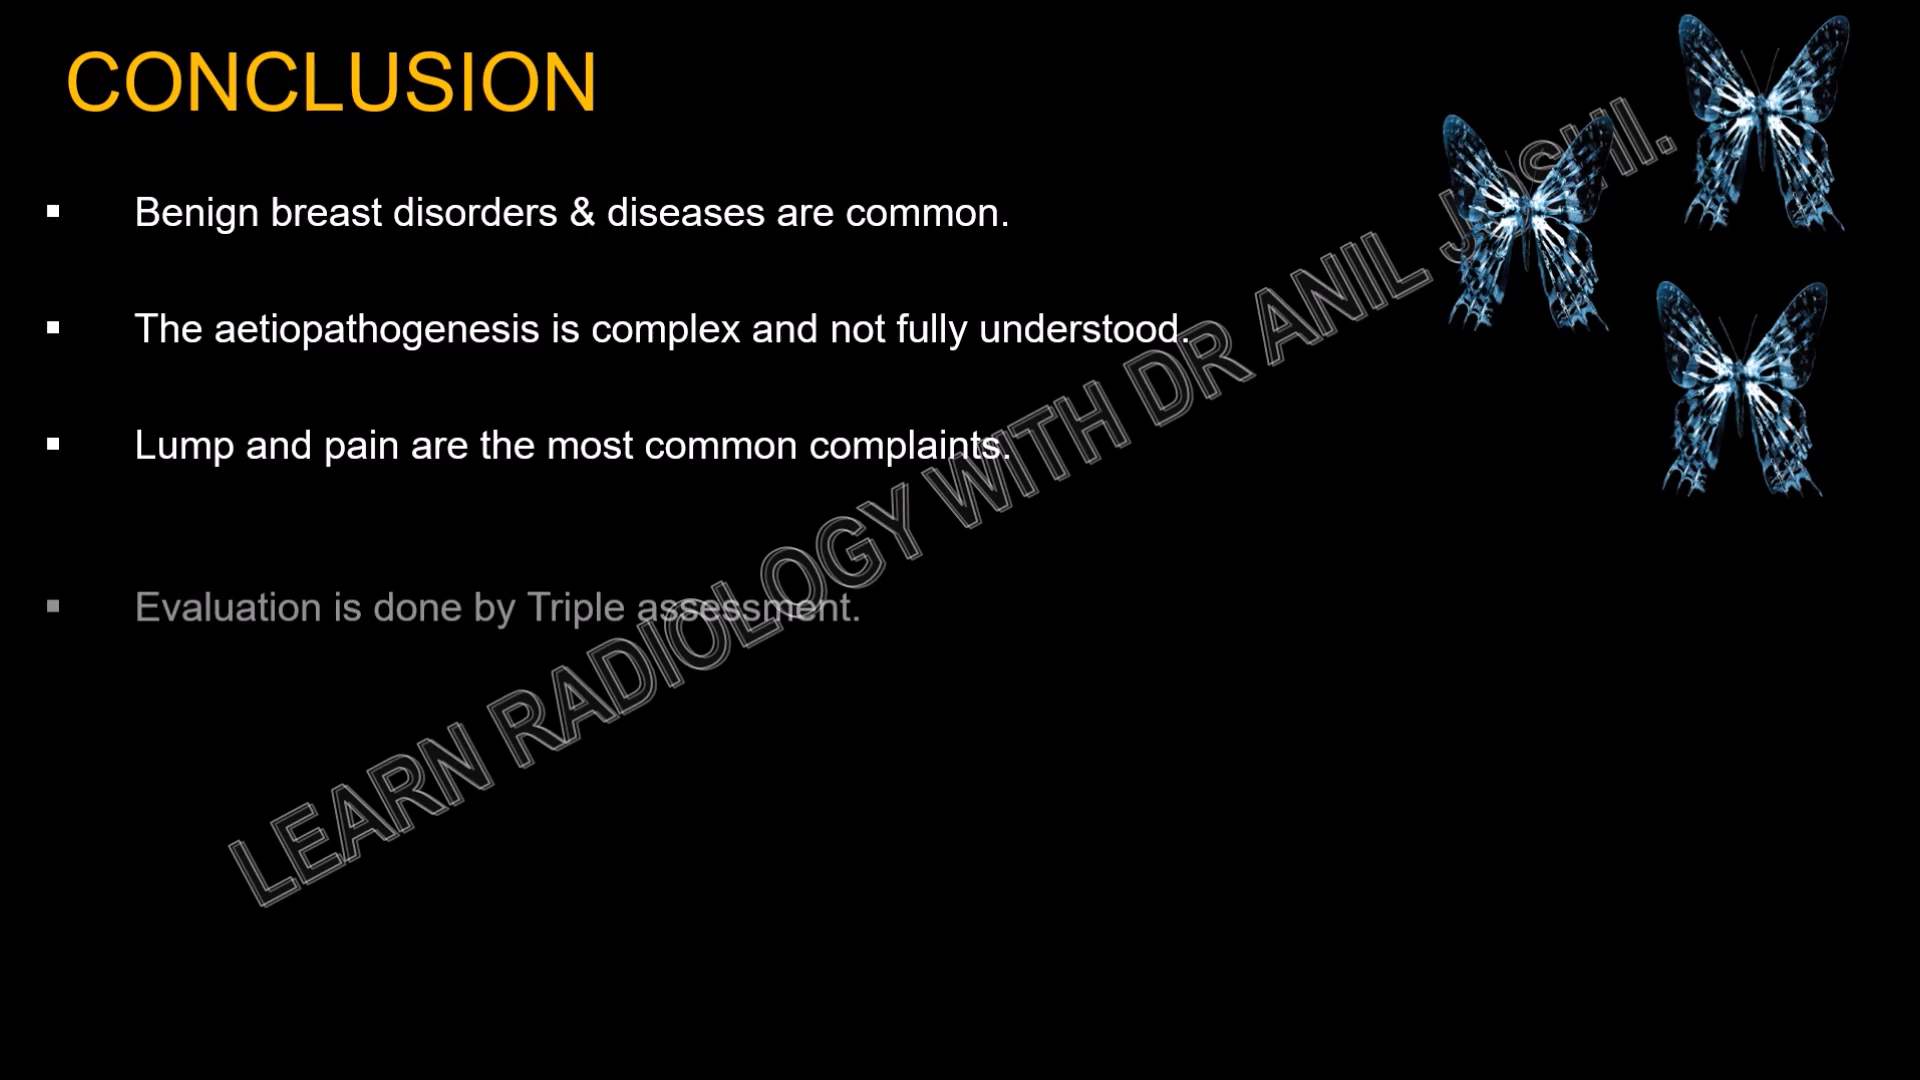 CONCLUSION
▪ Benign breast disorders & diseases are common.
▪ The aetiopathogenesis is complex and not fully understood.
▪ Lump and pain are the most common complaints.
▪ Evaluation is done by Triple assessment.
LEARN RADIOLOGY WITH DR ANIL JOSHI.